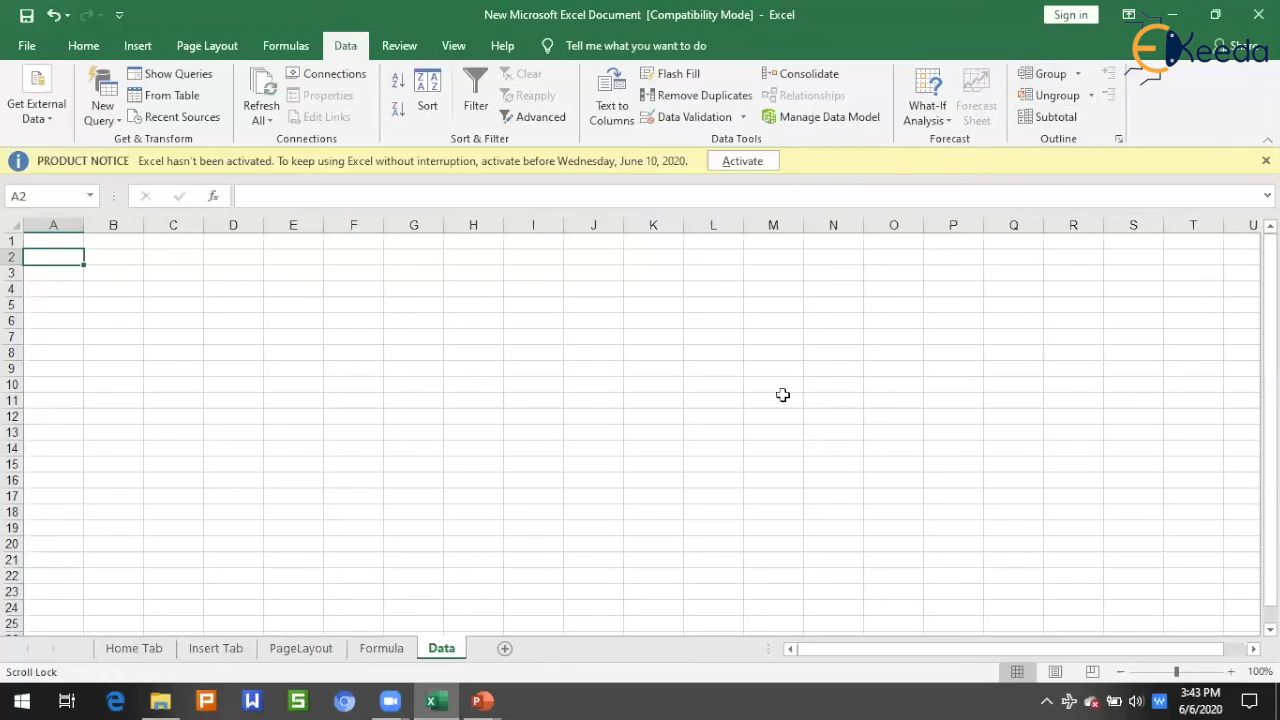 New Microsoft Excel Document [Compatibility Mode] - Excel
Sign in
File Home Insert Page Layout Formulas Data Review View Help Tell me what you want to do
Keeda
Get External Data
New Query
Show Queries
From Table
Recent Sources
Get & Transform
Refresh All
Connections
Properties
Edit Links
Connections
Sort
Filter
Clear
Reapply
Advanced
Sort & Filter
Text to Columns
Flash Fill
Remove Duplicates
Data Validation
Consolidate
Relationships
Manage Data Model
Data Tools
What-If Analysis
Forecast Sheet
Forecast
Group
Ungroup
Subtotal
Outline
PRODUCT NOTICE Excel hasn't been activated. To keep using Excel without interruption, activate before Wednesday, June 10, 2020. Activate
A2 fx
A B C D E F G H I J K L M N O P Q R S T U
1
2
3
4
5
6
7
8
9
10
11
12
13
14
15
16
17
18
19
20
21
22
23
24
25
Home Tab Insert Tab PageLayout Formula Data
Scroll Lock 100%
3:43 PM
6/6/2020